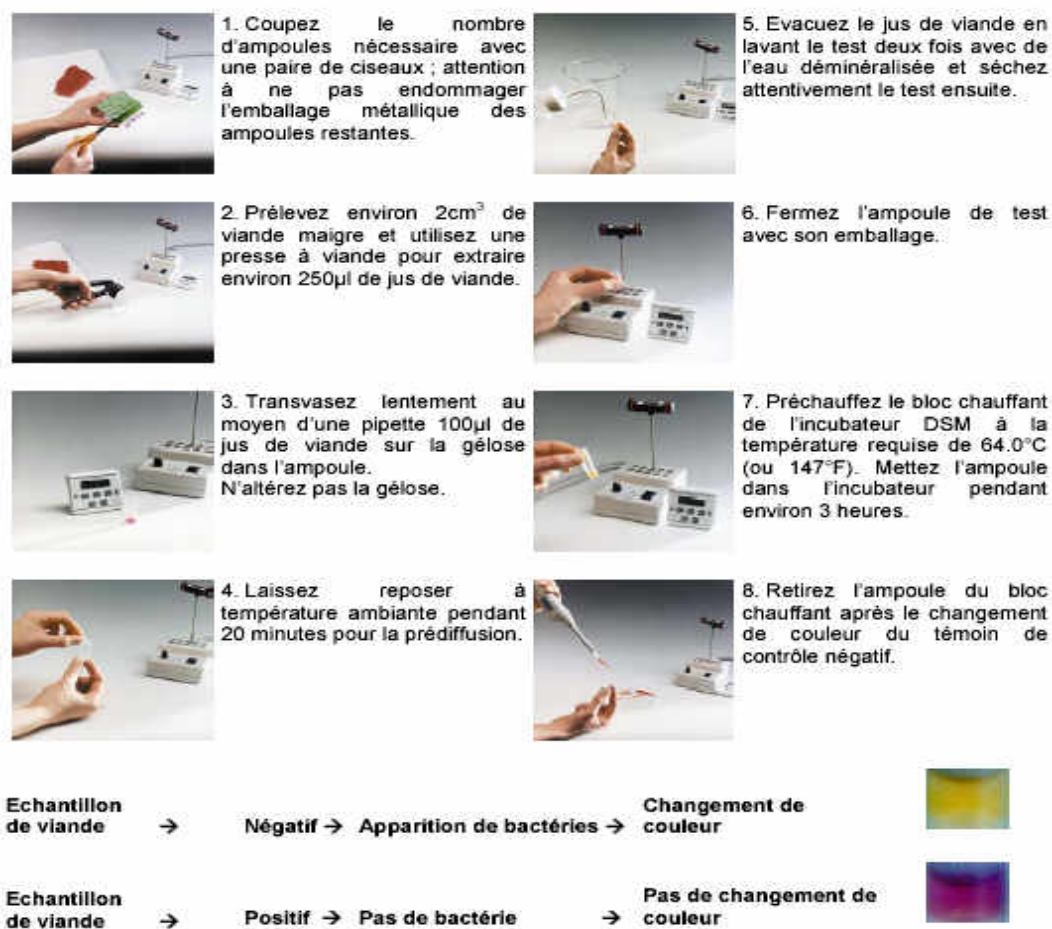 1. Coupez le nombre
d'ampoules nécessaire avec
une paire de ciseaux ; attention
à ne pas endommager
l'emballage métallique des
ampoules restantes.
2. Prélevez environ 2cm³ de
viande maigre et utilisez une
presse à viande pour extraire
environ 250µl de jus de viande.
3. Transvasez lentement au
moyen d'une pipette 100µl de
jus de viande sur la gélose
dans l'ampoule.
N'altérez pas la gélose.
4. Laissez reposer à
température ambiante pendant
20 minutes pour la prédiffusion.
5. Evacuez le jus de viande en
lavant le test deux fois avec de
l'eau déminéralisée et séchez
attentivement le test ensuite.
6. Fermez l'ampoule de test
avec son emballage.
7. Préchauffez le bloc chauffant
de l'incubateur DSM à la
température requise de 64.0°C
(ou 147°F). Mettez l'ampoule
dans l'incubateur pendant
environ 3 heures.
8. Retirez l'ampoule du bloc
chauffant après le changement
de couleur du témoin de
contrôle négatif.
Echantillon
de viande → Négatif → Apparition de bactéries → Changement de
couleur
Echantillon
de viande → Positif → Pas de bactérie → Pas de changement de
couleur